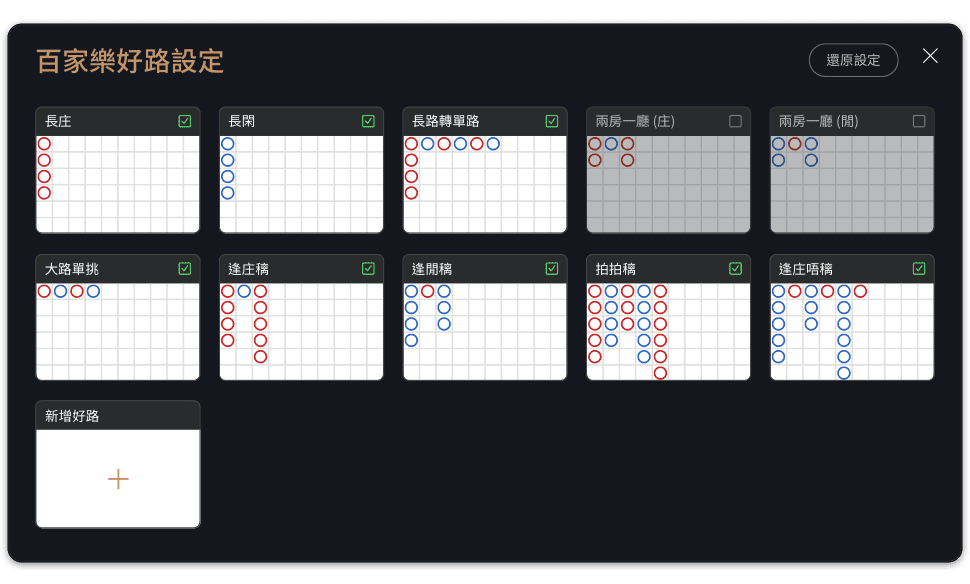 百家樂好路設定
還原設定
長庄
長閑
長路轉單路
兩房一廳 (庄)
兩房一廳 (閒)
大路單挑
逢庄稿
逢閒稿
拍拍稿
逢庄唔稿
新增好路